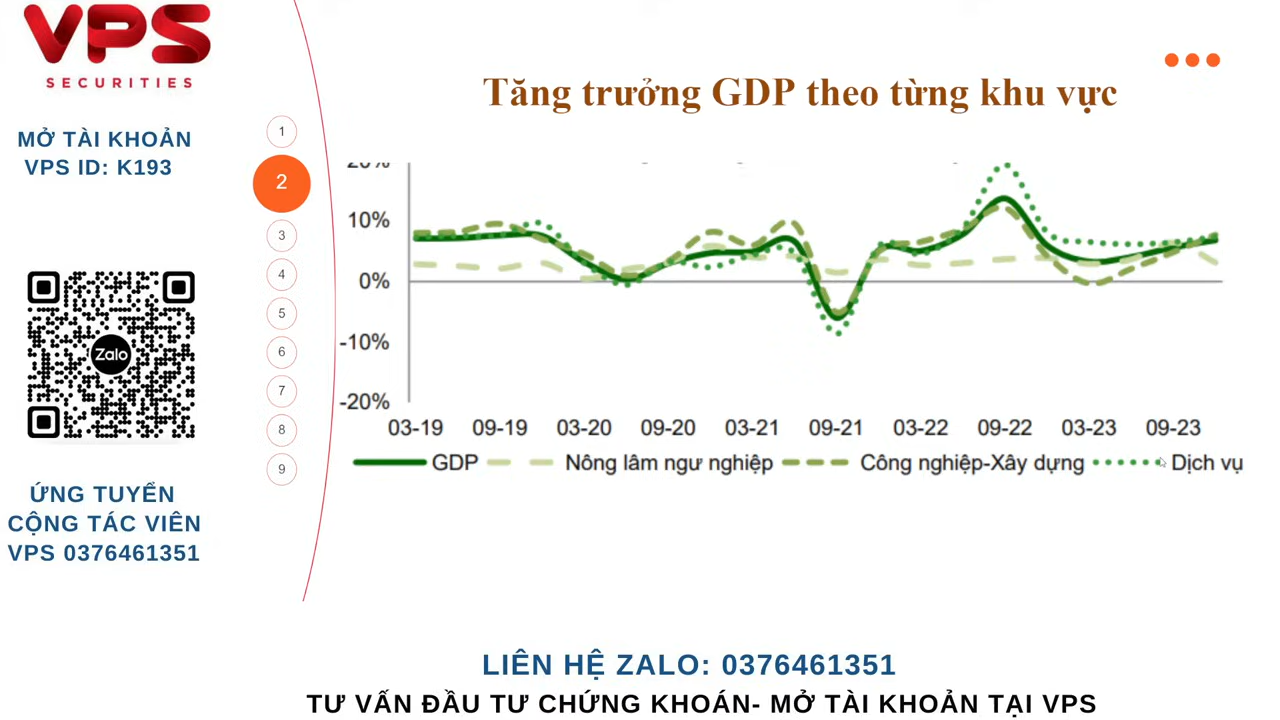 VPS
SECURITIES
MỞ TÀI KHOẢN
VPS ID: K193
Zalo
ỨNG TUYỂN
CỘNG TÁC VIÊN
VPS 0376461351
1
2
3
4
5
6
7
8
9
Tăng trưởng GDP theo từng khu vực
20%
10%
0%
-10%
-20%
03-19 09-19 03-20 09-20 03-21 09-21 03-22 09-22 03-23 09-23
GDP Nông lâm ngư nghiệp Công nghiệp-Xây dựng Dịch vụ
LIÊN HỆ ZALO: 0376461351
TƯ VẤN ĐẦU TƯ CHỨNG KHOÁN- MỞ TÀI KHOẢN TẠI VPS